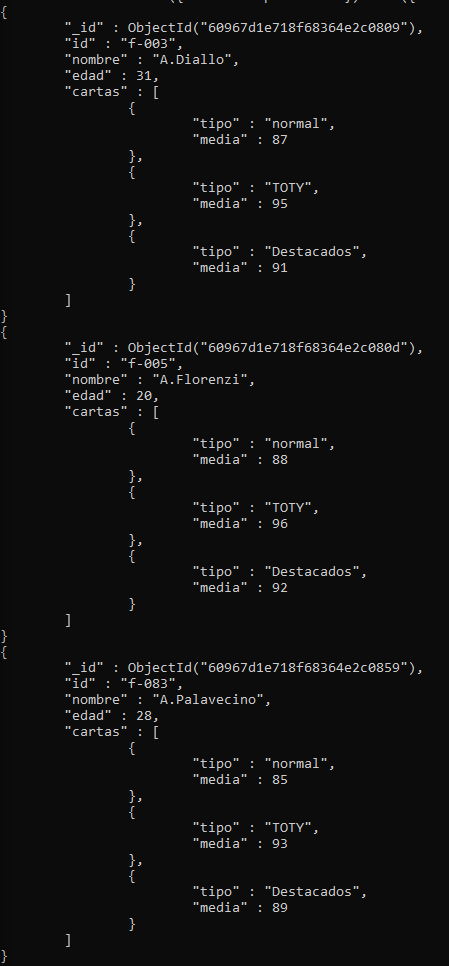 {
"_id" : ObjectId("60967d1e718f68364e2c0809"),
"id" : "f-003",
"nombre" : "A.Diallo",
"edad" : 31,
"cartas" : [
{
"tipo" : "normal",
"media" : 87
},
{
"tipo" : "TOTY",
"media" : 95
},
{
"tipo" : "Destacados",
"media" : 91
}
]
}
{
"_id" : ObjectId("60967d1e718f68364e2c080d"),
"id" : "f-005",
"nombre" : "A.Florenzi",
"edad" : 20,
"cartas" : [
{
"tipo" : "normal",
"media" : 88
},
{
"tipo" : "TOTY",
"media" : 96
},
{
"tipo" : "Destacados",
"media" : 92
}
]
}
{
"_id" : ObjectId("60967d1e718f68364e2c0859"),
"id" : "f-083",
"nombre" : "A.Palavecino",
"edad" : 28,
"cartas" : [
{
"tipo" : "normal",
"media" : 85
},
{
"tipo" : "TOTY",
"media" : 93
},
{
"tipo" : "Destacados",
"media" : 89
}
]
}